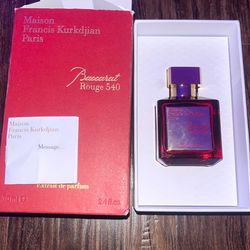 Maison
Francis Kurkdjian
Paris
Baccarat
Rouge 540
Maison
Francis Kurkdjian
Paris
Message...
Extrait de parfum
2.4 fl.oz.